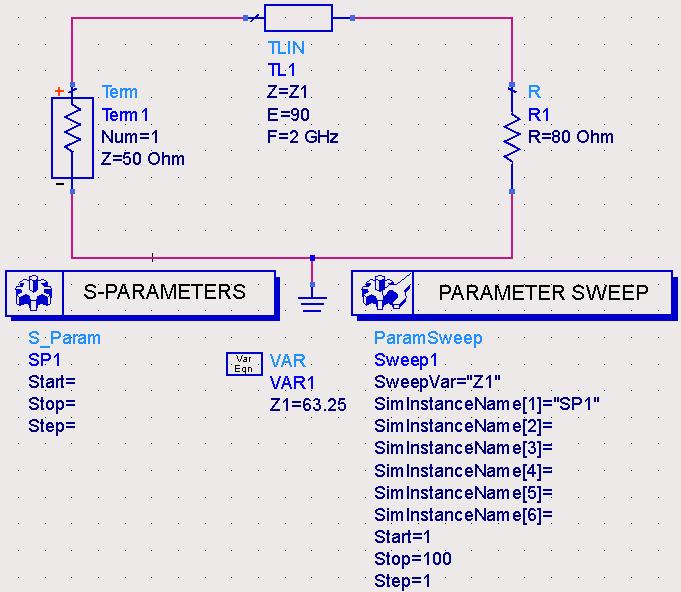 TLIN
TL1
Z=Z1
E=90
F=2 GHz
+
Term
Term1
Num=1
Z=50 Ohm
-
R
R1
R=80 Ohm
S-PARAMETERS
S_Param
SP1
Start=
Stop=
Step=
Var
Eqn
VAR
VAR1
Z1=63.25
PARAMETER SWEEP
ParamSweep
Sweep1
SweepVar="Z1"
SimInstanceName[1]="SP1"
SimInstanceName[2]=
SimInstanceName[3]=
SimInstanceName[4]=
SimInstanceName[5]=
SimInstanceName[6]=
Start=1
Stop=100
Step=1